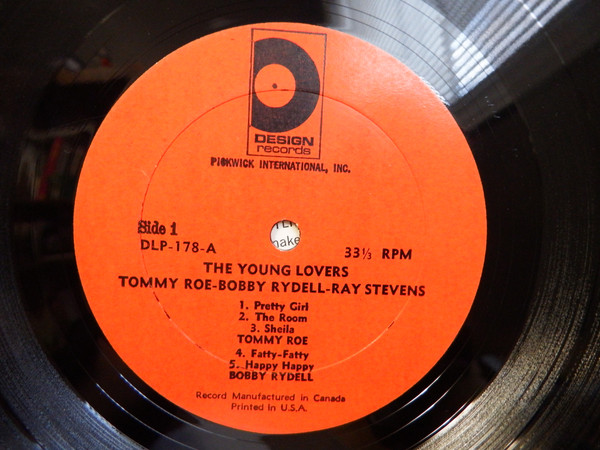 DESIGN
records
PICKWICK INTERNATIONAL, INC.
Side 1
DLP-178-A
33⅓ RPM
THE YOUNG LOVERS
TOMMY ROE-BOBBY RYDELL-RAY STEVENS
1. Pretty Girl
2. The Room
3. Sheila
TOMMY ROE
4. Fatty-Fatty
5. Happy Happy
BOBBY RYDELL
Record Manufactured in Canada
Printed in U.S.A.